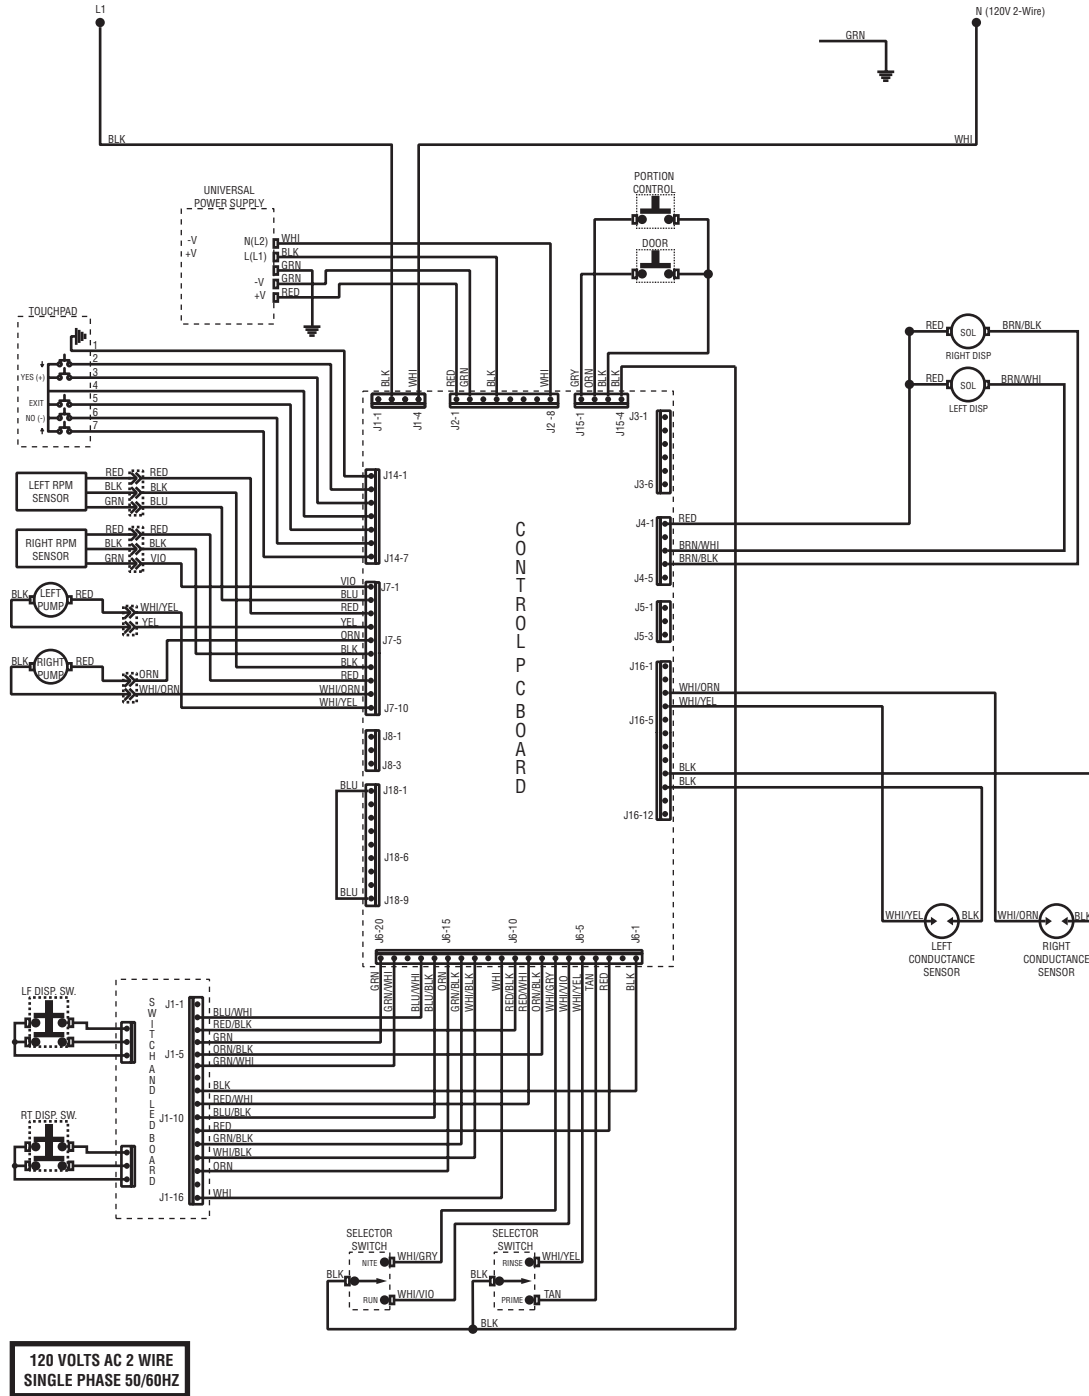 L1
N (120V 2-Wire)
GRN
BLK
WHI
UNIVERSAL
POWER SUPPLY
-V
+V
N(L2)
WHI
L(L1)
BLK
GRN
-V
GRN
+V
RED
PORTION
CONTROL
DOOR
TOUCHPAD
1
2
YES (+)
3
4
EXIT
5
NO (-)
6
7
RED
BRN/BLK
SOL
RIGHT DISP
RED
BRN/WHI
SOL
LEFT DISP
BLK
WHI
RED
GRN
BLK
WHI
GRY
ORN
BLK
BLK
J1-1
J1-4
J2-1
J2-8
J15-1
J15-4
J3-1
J3-6
LEFT RPM
SENSOR
RED
RED
BLK
BLK
GRN
BLU
RIGHT RPM
SENSOR
RED
RED
BLK
BLK
GRN
VIO
J14-1
J14-7
J4-1
RED
BRN/WHI
BRN/BLK
J4-5
CONTROL PC BOARD
BLK
LEFT
PUMP
RED
WHI/YEL
YEL
BLK
RIGHT
PUMP
RED
ORN
WHI/ORN
VIO
J7-1
BLU
RED
YEL
ORN
J7-5
BLK
BLK
RED
WHI/ORN
WHI/YEL
J7-10
J5-1
J5-3
J16-1
WHI/ORN
WHI/YEL
J16-5
BLK
BLK
J16-12
J8-1
J8-3
BLU
J18-1
J18-6
BLU
J18-9
WHI/YEL
BLK
LEFT
CONDUCTANCE
SENSOR
WHI/ORN
BLK
RIGHT
CONDUCTANCE
SENSOR
J6-20
J6-15
J6-10
J6-5
J6-1
GRN
GRN/WHI
BLU/WHI
BLU/BLK
ORN
GRN/BLK
WHI/BLK
WHI
RED/BLK
RED/WHI
ORN/BLK
WHI/GRY
WHI/VIO
WHI/YEL
TAN
RED
BLK
LF DISP. SW.
RT DISP. SW.
SWITCH AND LED BOARD
J1-1
BLU/WHI
RED/BLK
GRN
J1-5
ORN/BLK
GRN/WHI
BLK
RED/WHI
J1-10
BLU/BLK
RED
GRN/BLK
WHI/BLK
ORN
J1-16
WHI
SELECTOR
SWITCH
NITE
WHI/GRY
BLK
RUN
WHI/VIO
SELECTOR
SWITCH
RINSE
WHI/YEL
BLK
PRIME
TAN
BLK
120 VOLTS AC 2 WIRE
SINGLE PHASE 50/60HZ